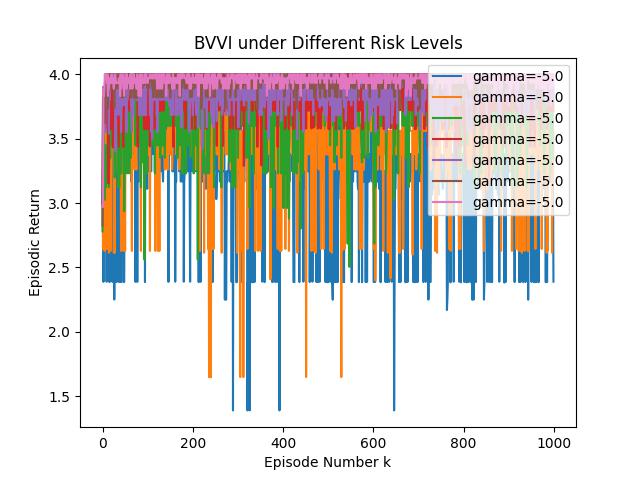 BVVI under Different Risk Levels
4.0
3.5
3.0
2.5
2.0
1.5
Episodic Return
gamma=-5.0
gamma=-5.0
gamma=-5.0
gamma=-5.0
gamma=-5.0
gamma=-5.0
gamma=-5.0
0 200 400 600 800 1000
Episode Number k